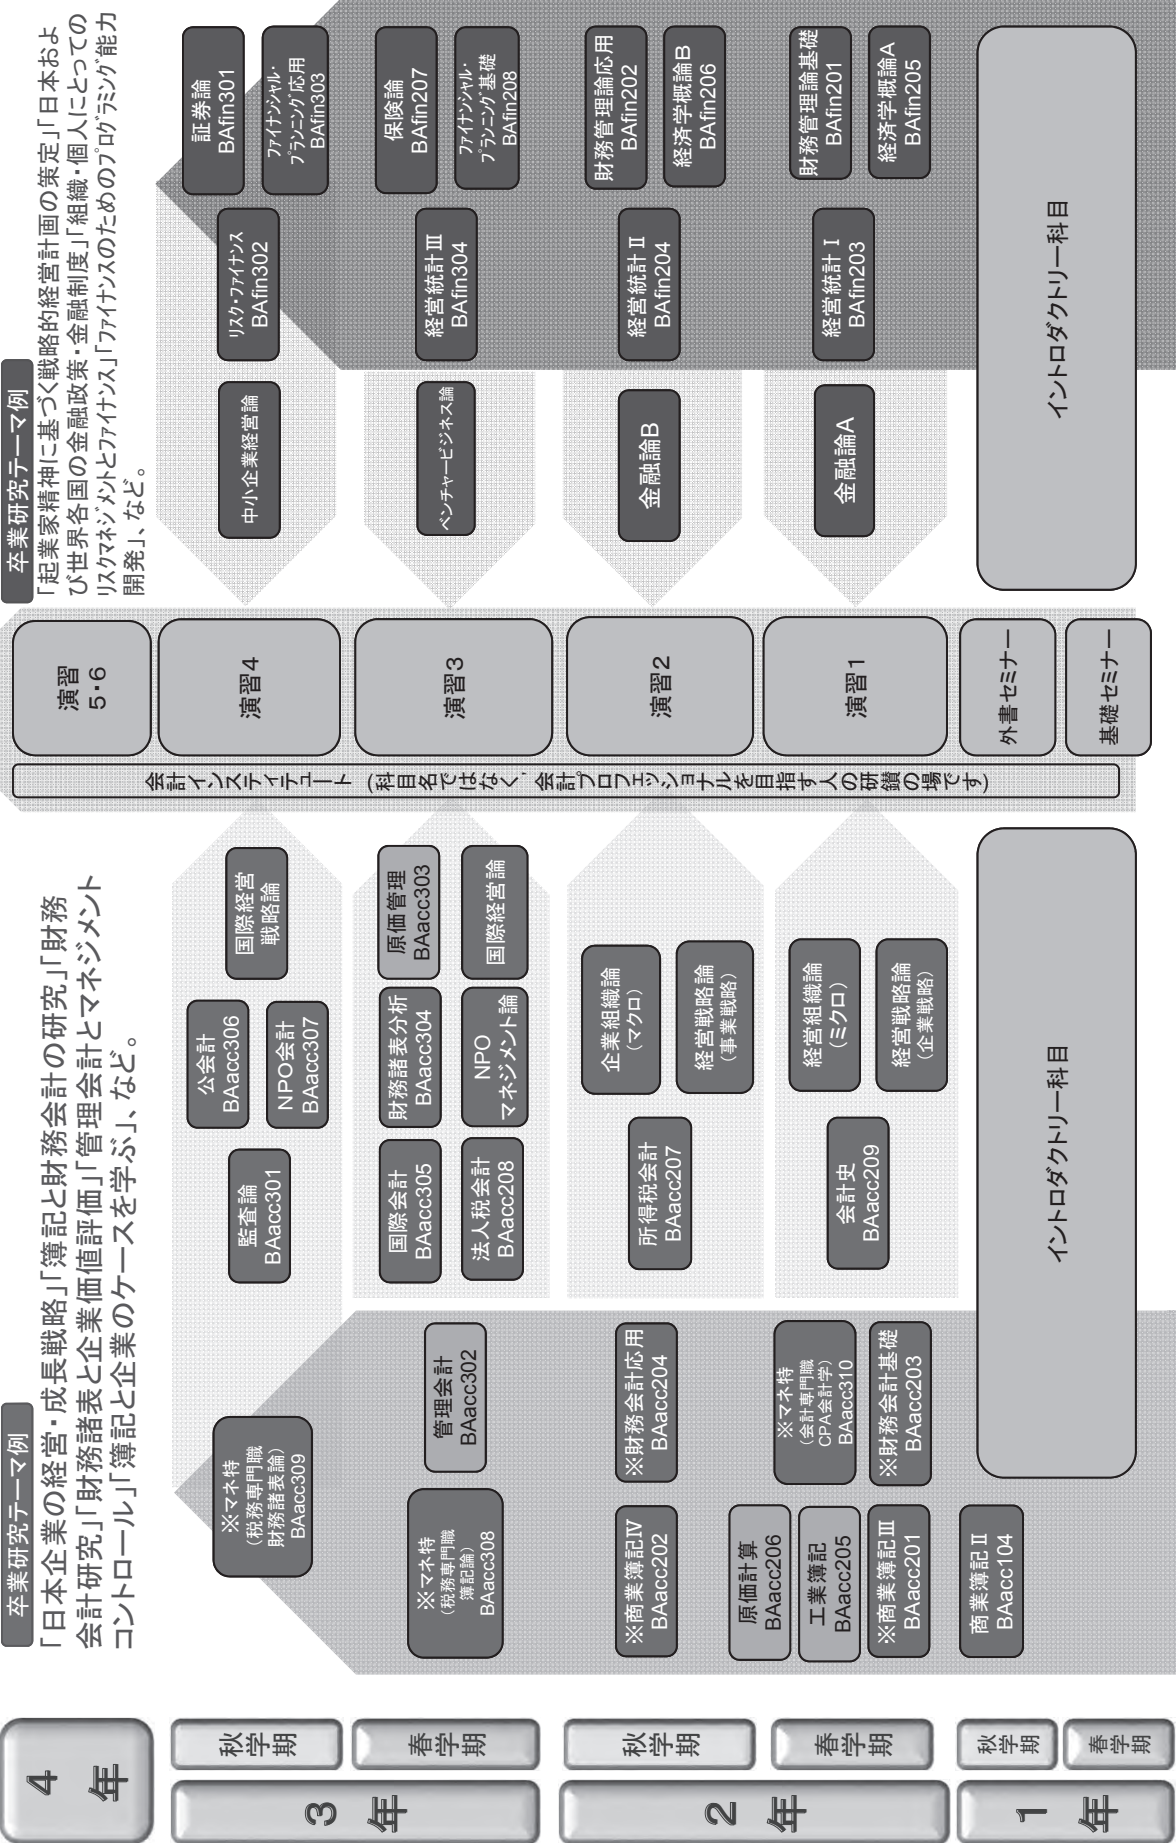 卒業研究テーマ例
「日本企業の経営・成長戦略」「簿記と財務会計の研究」「財務
会計研究」「財務諸表と企業価値評価」「管理会計とマネジメント
コントロール」「簿記と企業のケースを学ぶ」、など。
卒業研究テーマ例
「起業家精神に基づく戦略的経営計画の策定」「日本およ
び世界各国の金融政策・金融制度」「組織・個人にとっての
リスクマネジメントとファイナンス」「ファイナンスのためのプログラミング能力
開発」、など。
4
年
演習
5・6
3
年
秋学期
※マネ特
(税務専門職
財務諸表論)
BAacc309
監査論
BAacc301
公会計
BAacc306
NPO会計
BAacc307
国際経営
戦略論
演習4
中小企業経営論
リスク・ファイナンス
BAfin302
証券論
BAfin301
ファイナンシャル・
プランニング応用
BAfin303
春学期
※マネ特
(税務専門職
簿記論)
BAacc308
管理会計
BAacc302
国際会計
BAacc305
法人税会計
BAacc208
財務諸表分析
BAacc304
NPO
マネジメント論
原価管理
BAacc303
国際経営論
演習3
ベンチャービジネス論
経営統計Ⅲ
BAfin304
保険論
BAfin207
ファイナンシャル・
プランニング基礎
BAfin208
2
年
秋学期
※商業簿記Ⅳ
BAacc202
※財務会計応用
BAacc204
所得税会計
BAacc207
企業組織論
(マクロ)
経営戦略論
(事業戦略)
演習2
金融論B
経営統計Ⅱ
BAfin204
財務管理論応用
BAfin202
経済学概論B
BAfin206
春学期
原価計算
BAacc206
工業簿記
BAacc205
※商業簿記Ⅲ
BAacc201
※マネ特
(会計専門職
CPA会計学)
BAacc310
※財務会計基礎
BAacc203
会計史
BAacc209
経営組織論
(ミクロ)
経営戦略論
(企業戦略)
演習1
金融論A
経営統計Ⅰ
BAfin203
財務管理論基礎
BAfin201
経済学概論A
BAfin205
1
年
秋学期
春学期
商業簿記Ⅱ
BAacc104
イントロダクトリー科目
外書セミナー
基礎セミナー
イントロダクトリー科目
会計インスティテュート (科目名ではなく、会計プロフェッショナルを目指す人の研鑽の場です)